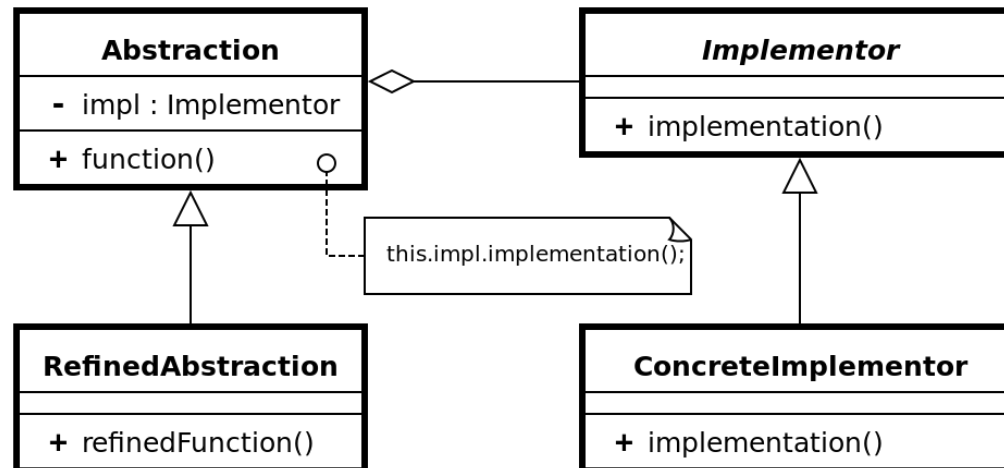 Abstraction
- impl : Implementor
+ function()
Implementor
+ implementation()
this.impl.implementation();
RefinedAbstraction
+ refinedFunction()
ConcreteImplementor
+ implementation()